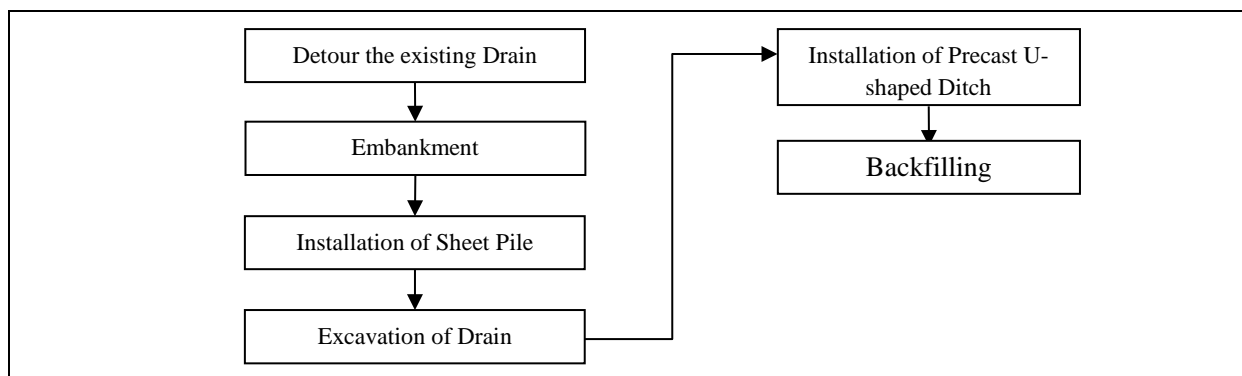 Detour the existing Drain
Embankment
Installation of Sheet Pile
Excavation of Drain
Installation of Precast U-
shaped Ditch
Backfilling